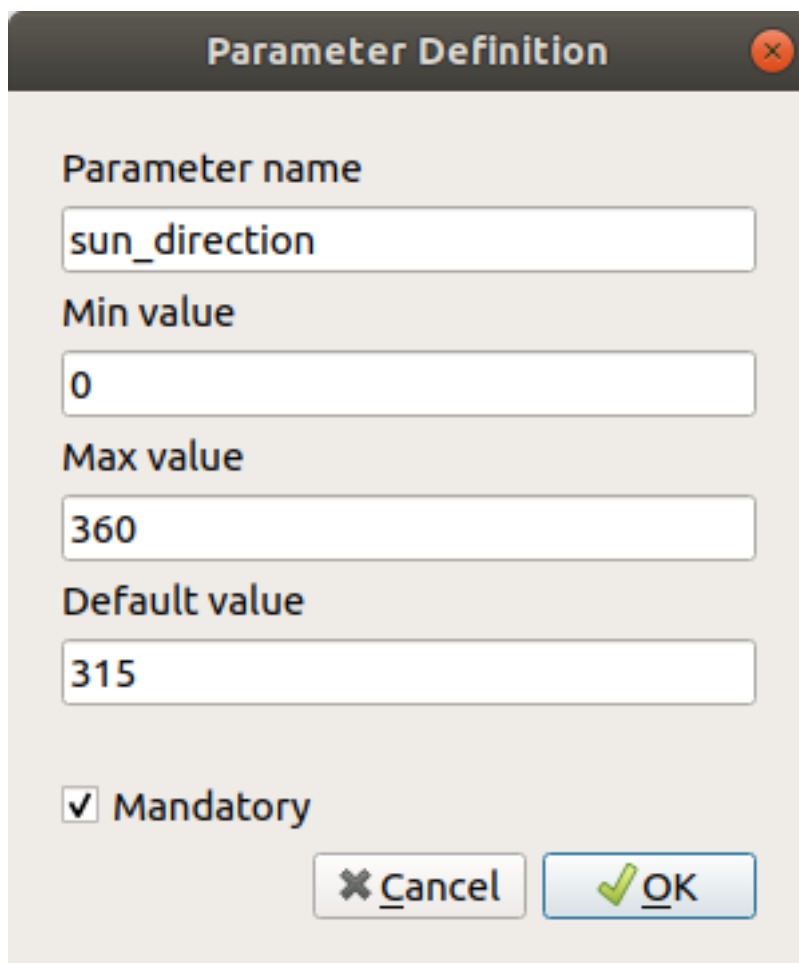 Parameter Definition
Parameter name
sun_direction
Min value
0
Max value
360
Default value
315
Mandatory
Cancel OK